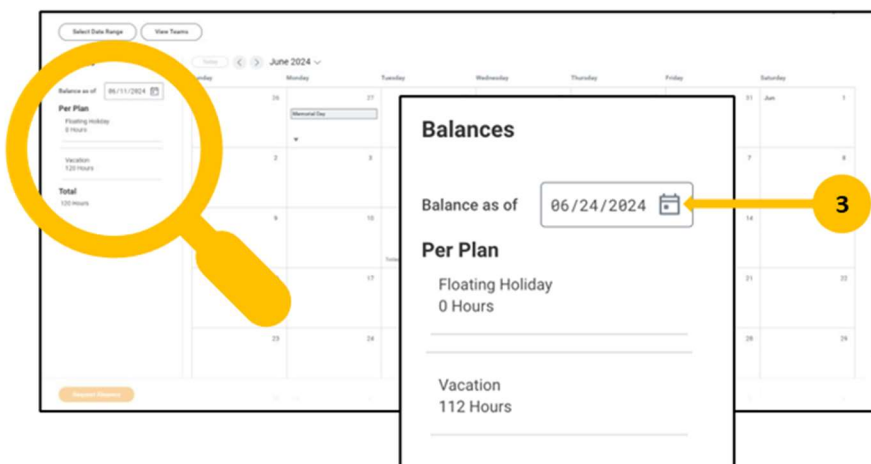 Select Date Range
View Teams
Today
June 2024
Balance as of 06/11/2024
Per Plan
Floating Holiday
0 Hours
Vacation
120 Hours
Total
120 Hours
Request Absence
Monday
Tuesday
Wednesday
Thursday
Friday
Saturday
26
27
31
Jun
1
Memorial Day
2
3
7
8
9
10
14
17
21
22
23
24
28
29
Balances
Balance as of 06/24/2024
3
Per Plan
Floating Holiday
0 Hours
Vacation
112 Hours